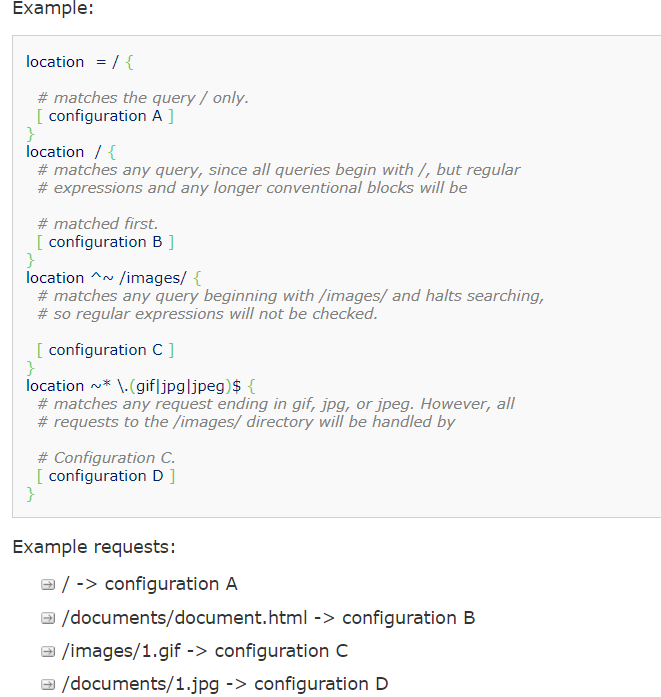 Example:
location = / {
# matches the query / only.
[ configuration A ]
}
location / {
# matches any query, since all queries begin with /, but regular
# expressions and any longer conventional blocks will be
# matched first.
[ configuration B ]
}
location ^~ /images/ {
# matches any query beginning with /images/ and halts searching,
# so regular expressions will not be checked.
[ configuration C ]
}
location ~* \.(gif|jpg|jpeg)$ {
# matches any request ending in gif, jpg, or jpeg. However, all
# requests to the /images/ directory will be handled by
# Configuration C.
[ configuration D ]
}
Example requests:
/ -> configuration A
/documents/document.html -> configuration B
/images/1.gif -> configuration C
/documents/1.jpg -> configuration D